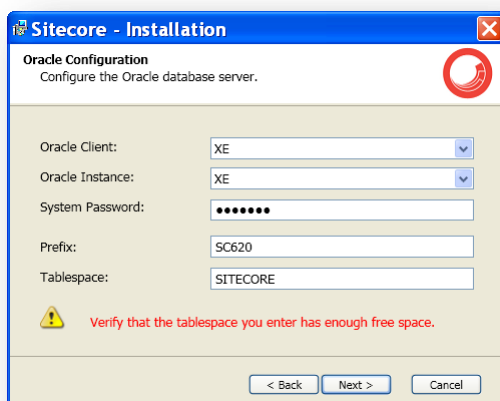 Sitecore - Installation
Oracle Configuration
Configure the Oracle database server.
Oracle Client: XE
Oracle Instance: XE
System Password: •••••••
Prefix: SC620
Tablespace: SITECORE
Verify that the tablespace you enter has enough free space.
< Back Next > Cancel